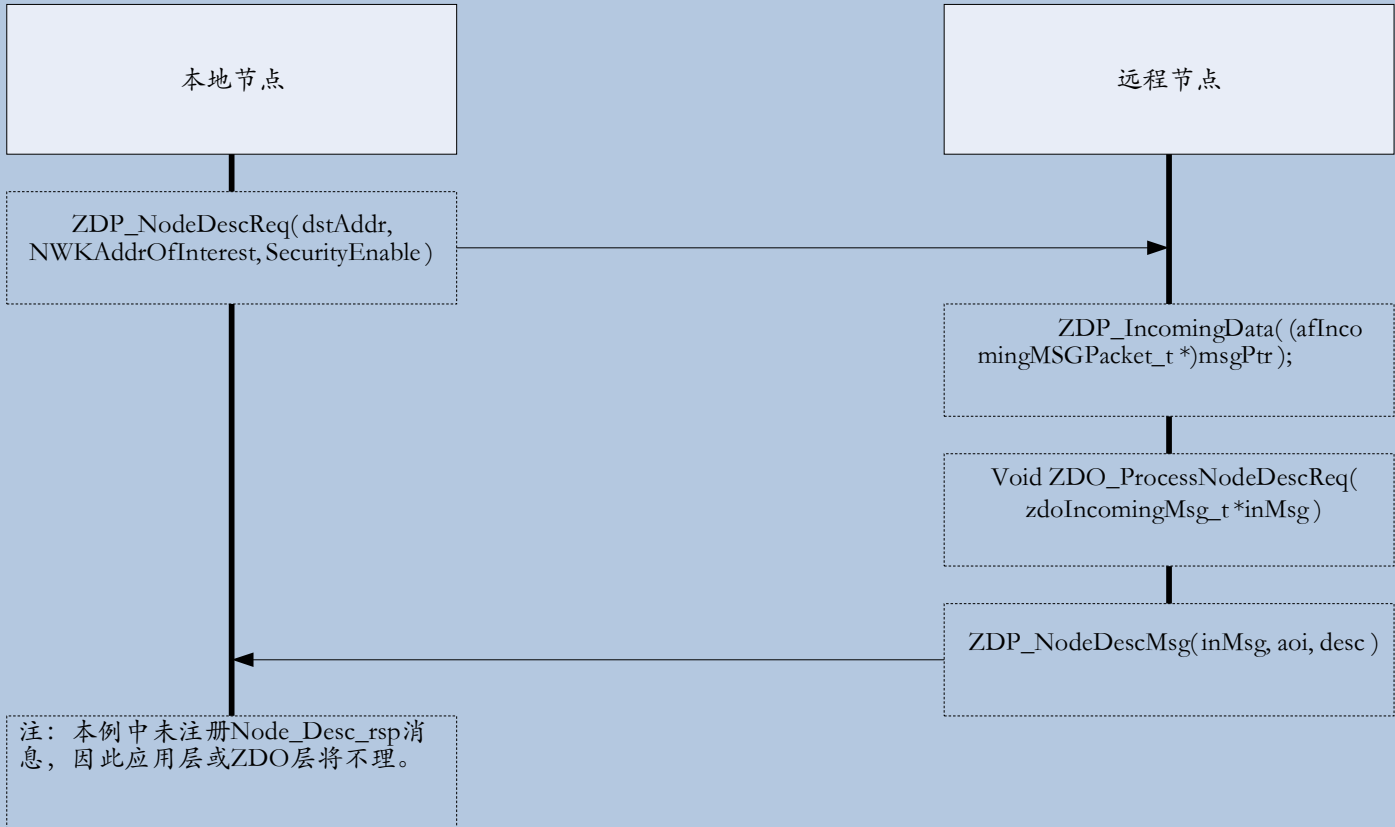 本地节点
远程节点
ZDP_NodeDescReq(dstAddr,
NWKAddrOfInterest, SecurityEnable )
ZDP_IncomingData( (afInco
mingMSGPacket_t *)msgPtr );
Void ZDO_ProcessNodeDescReq(
zdoIncomingMsg_t *inMsg )
ZDP_NodeDescMsg( inMsg, aoi, desc )
注：本例中未注册Node_Desc_rsp消
息，因此应用层或ZDO层将不理。